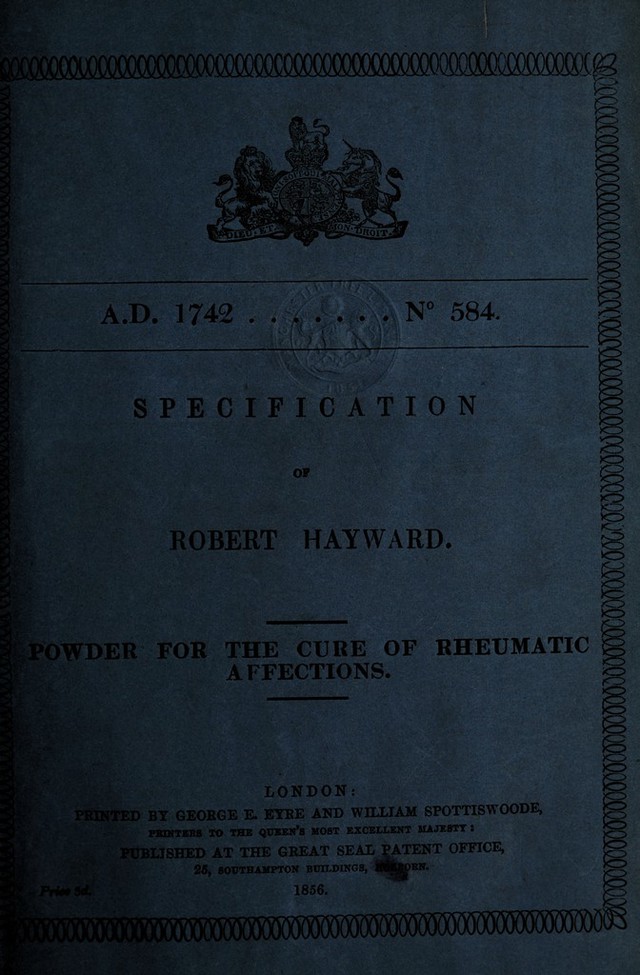 DIEU ET MON DROIT
A.D. 1742 . . . . . . . . Nº 584.
SPECIFICATION
OF
ROBERT HAYWARD.
POWDER FOR THE CURE OF RHEUMATIC
AFFECTIONS.
LONDON:
PRINTED BY GEORGE E. EYRE AND WILLIAM SPOTTISWOODE,
PRINTERS TO THE QUEEN'S MOST EXCELLENT MAJESTY:
PUBLISHED AT THE GREAT SEAL PATENT OFFICE,
25, SOUTHAMPTON BUILDINGS, HOLBORN.
Price 3d.
1856.